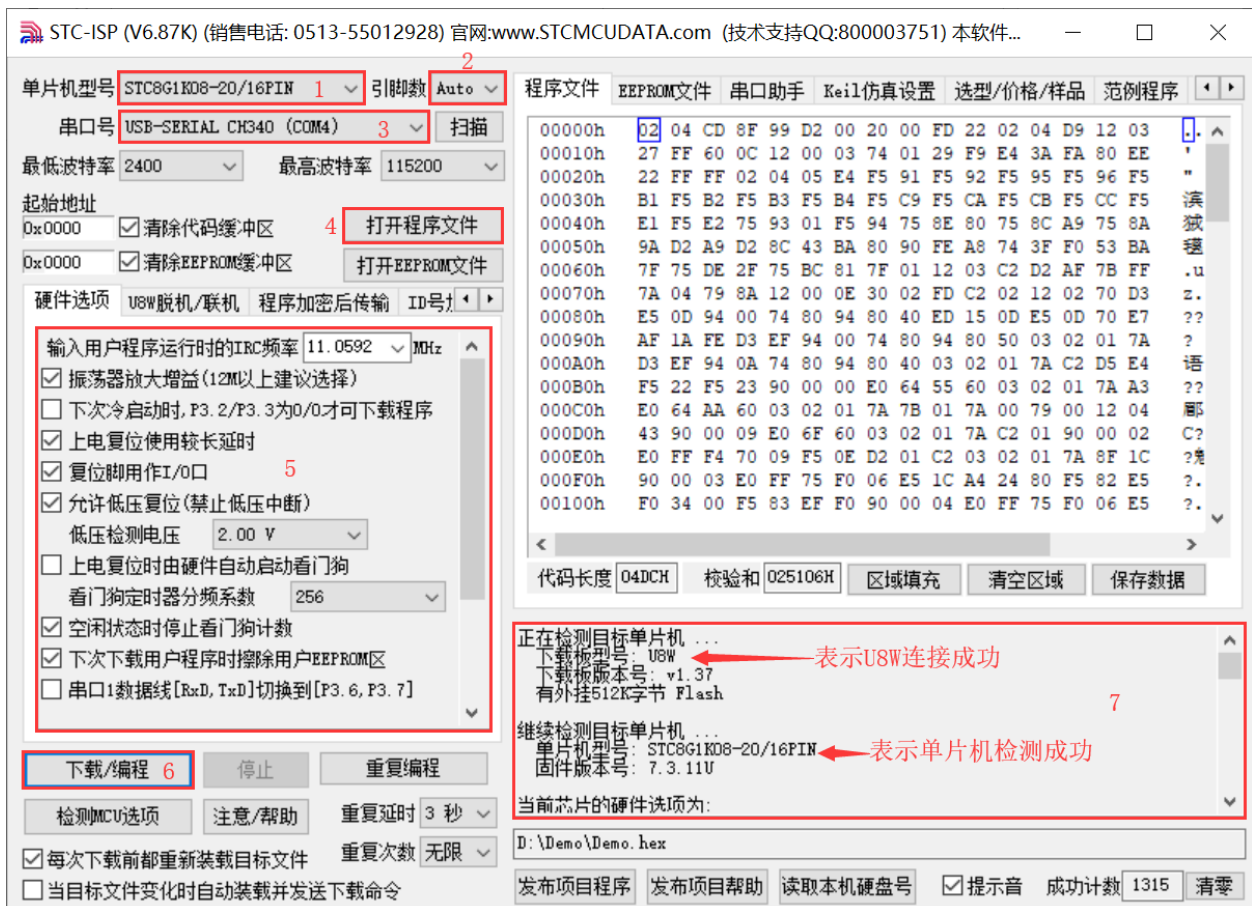 STC-ISP (V6.87K) (销售电话: 0513-55012928) 官网:www.STCMCUDATA.com (技术支持QQ:800003751) 本软件...
单片机型号 STC8G1K08-20/16PIN 1 引脚数 Auto 2
串口号 USB-SERIAL CH340 (COM4) 3 扫描
最低波特率 2400 最高波特率 115200
起始地址
0x0000 清除代码缓冲区 4 打开程序文件
0x0000 清除EEPROM缓冲区 打开EEPROM文件
硬件选项 U8W脱机/联机 程序加密后传输 ID号
输入用户程序运行时的IRC频率 11.0592 MHz
振荡器放大增益(12M以上建议选择)
下次冷启动时,P3.2/P3.3为0/0才可下载程序
上电复位使用较长延时
复位脚用作I/O口 5
允许低压复位(禁止低压中断)
低压检测电压 2.00 V
上电复位时由硬件自动启动看门狗
看门狗定时器分频系数 256
空闲状态时停止看门狗计数
下次下载用户程序时擦除用户EEPROM区
串口1数据线[RxD,TxD]切换到[P3.6,P3.7]
下载/编程 6 停止 重复编程
检测MCU选项 注意/帮助 重复延时 3 秒
每次下载前都重新装载目标文件 重复次数 无限
当目标文件变化时自动装载并发送下载命令
程序文件 EEPROM文件 串口助手 Keil仿真设置 选型/价格/样品 范例程序
00000h 02 04 CD 8F 99 D2 00 20 00 FD 22 02 04 D9 12 03 ..
00010h 27 FF 60 0C 12 00 03 74 01 29 F9 E4 3A FA 80 EE '
00020h 22 FF FF 02 04 05 E4 F5 91 F5 92 F5 95 F5 96 F5 "
00030h B1 F5 B2 F5 B3 F5 B4 F5 C9 F5 CA F5 CB F5 CC F5 滨
00040h E1 F5 E2 75 93 01 F5 94 75 8E 80 75 8C A9 75 8A
00050h 9A D2 A9 D2 8C 43 BA 80 90 FE A8 74 3F F0 53 BA
00060h 7F 75 DE 2F 75 BC 81 7F 01 12 03 C2 D2 AF 7B FF .u
00070h 7A 04 79 8A 12 00 0E 30 02 FD C2 02 12 02 70 D3 z.
00080h E5 0D 94 00 74 80 94 80 40 ED 15 0D E5 0D 70 E7 ??
00090h AF 1A FE D3 EF 94 00 74 80 94 80 50 03 02 01 7A ?
000A0h D3 EF 94 0A 74 80 94 80 40 03 02 01 7A C2 D5 E4 语
000B0h F5 22 F5 23 90 00 00 E0 64 55 60 03 02 01 7A A3 ??
000C0h E0 64 AA 60 03 02 01 7A 7B 01 7A 00 79 00 12 04
000D0h 43 90 00 09 E0 6F 60 03 02 01 7A C2 01 90 00 02 C?
000E0h E0 FF F4 70 09 F5 0E D2 01 C2 03 02 01 7A 8F 1C
000F0h 90 00 03 E0 FF 75 F0 06 E5 1C A4 24 80 F5 82 E5 ?.
00100h F0 34 00 F5 83 EF F0 90 00 04 E0 FF 75 F0 06 E5 ?.
代码长度 04DCH 校验和 025106H 区域填充 清空区域 保存数据
正在检测目标单片机 ...
下载板型号: U8W 表示U8W连接成功
下载板版本号: v1.37
有外挂512K字节 Flash 7
继续检测目标单片机 ...
单片机型号: STC8G1K08-20/16PIN 表示单片机检测成功
固件版本号: 7.3.11U
当前芯片的硬件选项为:
D:\Demo\Demo.hex
发布项目程序 发布项目帮助 读取本机硬盘号 提示音 成功计数 1315 清零